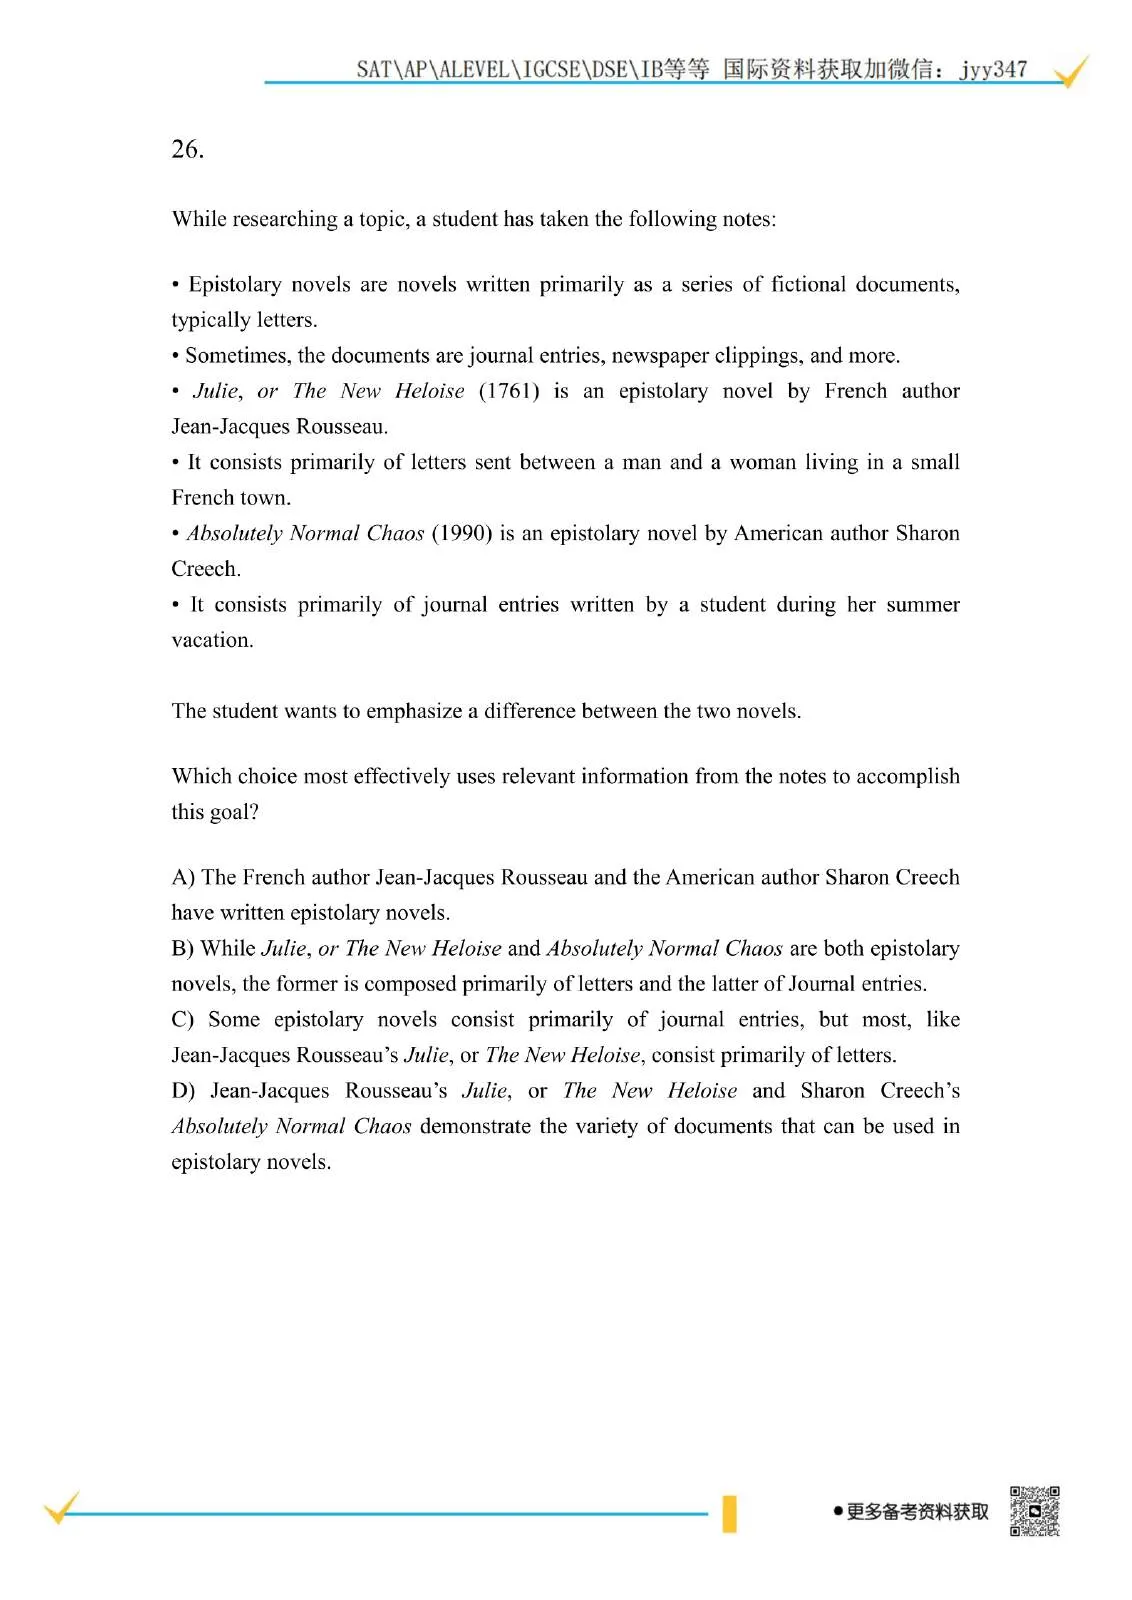 SAT\AP\ALEVEL\IGCSE\DSE\IB等等 国际资料获取加微信：jyy347
26.
While researching a topic, a student has taken the following notes:
• Epistolary novels are novels written primarily as a series of fictional documents,
typically letters.
• Sometimes, the documents are journal entries, newspaper clippings, and more.
• Julie, or The New Heloise (1761) is an epistolary novel by French author
Jean-Jacques Rousseau.
• It consists primarily of letters sent between a man and a woman living in a small
French town.
• Absolutely Normal Chaos (1990) is an epistolary novel by American author Sharon
Creech.
• It consists primarily of journal entries written by a student during her summer
vacation.
The student wants to emphasize a difference between the two novels.
Which choice most effectively uses relevant information from the notes to accomplish
this goal?
A) The French author Jean-Jacques Rousseau and the American author Sharon Creech
have written epistolary novels.
B) While Julie, or The New Heloise and Absolutely Normal Chaos are both epistolary
novels, the former is composed primarily of letters and the latter of Journal entries.
C) Some epistolary novels consist primarily of journal entries, but most, like
Jean-Jacques Rousseau’s Julie, or The New Heloise, consist primarily of letters.
D) Jean-Jacques Rousseau’s Julie, or The New Heloise and Sharon Creech’s
Absolutely Normal Chaos demonstrate the variety of documents that can be used in
epistolary novels.
•更多备考资料获取